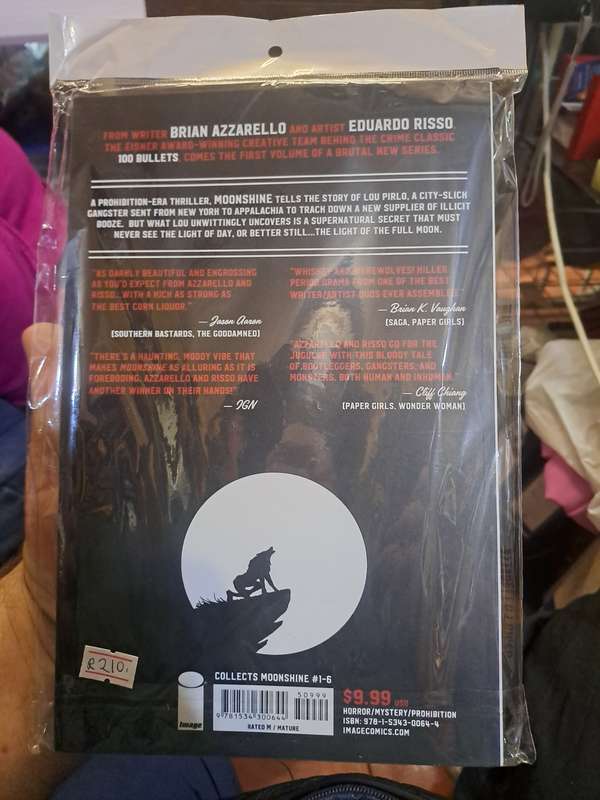 FROM WRITER BRIAN AZZARELLO AND ARTIST EDUARDO RISSO
THE EISNER AWARD-WINNING CREATIVE TEAM BEHIND THE CRIME CLASSIC
100 BULLETS, COMES THE FIRST VOLUME OF A BRUTAL NEW SERIES.
A PROHIBITION-ERA THRILLER, MOONSHINE TELLS THE STORY OF LOU PIRLO, A CITY-SLICK
GANGSTER SENT FROM NEW YORK TO APPALACHIA TO TRACK DOWN A NEW SUPPLIER OF ILLICIT
BOOZE. BUT WHAT LOU UNWITTINGLY UNCOVERS IS A SUPERNATURAL SECRET THAT MUST
NEVER SEE THE LIGHT OF DAY, OR BETTER STILL...THE LIGHT OF THE FULL MOON.
"AS DARKLY BEAUTIFUL AND ENGROSSING
AS YOU'D EXPECT FROM AZZARELLO AND
RISSO...WITH A KICK AS STRONG AS
THE BEST CORN LIQUOR."
— Jason Aaron
(SOUTHERN BASTARDS, THE GODDAMNED)
"WHISKEY AND WEREWOLVES! KILLER
PERIOD DRAMA FROM ONE OF THE BEST
WRITER/ARTIST DUOS EVER ASSEMBLED."
— Brian K. Vaughan
(SAGA, PAPER GIRLS)
"THERE'S A HAUNTING, MOODY VIBE THAT
MAKES MOONSHINE AS ALLURING AS IT IS
FOREBODING. AZZARELLO AND RISSO HAVE
ANOTHER WINNER ON THEIR HANDS!"
— IGN
"AZZARELLO AND RISSO GO FOR THE
JUGULAR WITH THIS BLOODY TALE
OF BOOTLEGGERS, GANGSTERS, AND
MONSTERS, BOTH HUMAN AND INHUMAN."
— Cliff Chiang
(PAPER GIRLS, WONDER WOMAN)
R210.
image
COLLECTS MOONSHINE #1-6
50999
9781534300644
RATED M / MATURE
$9.99 USD
HORROR/MYSTERY/PROHIBITION
ISBN: 978-1-5343-0064-4
IMAGECOMICS.COM